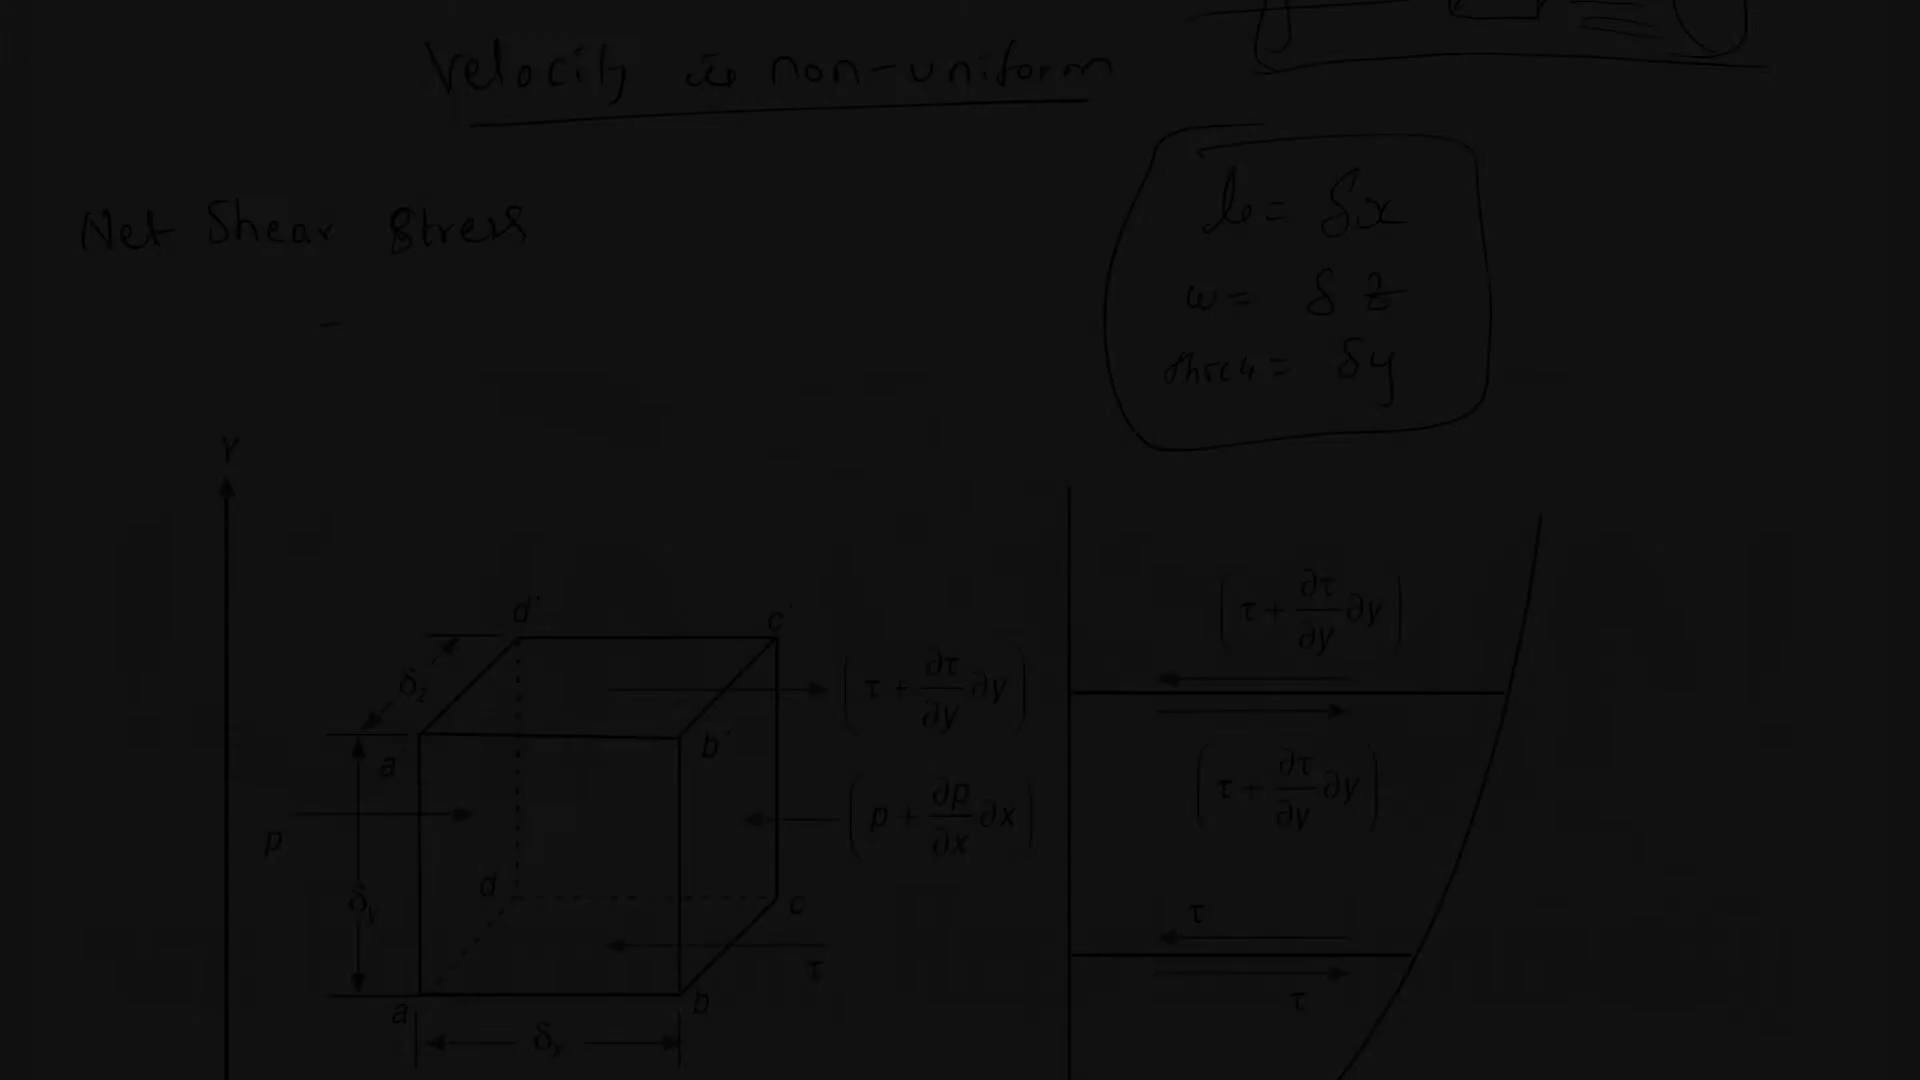 Velocity is non-uniform
l = δx
w = δz
Net Shear Stress
thick = δy
Y
d'
c'
(τ + ∂τ/∂y ∂y)
δz
(τ + ∂τ/∂y ∂y)
a
b'
(τ + ∂τ/∂y ∂y)
p
(p + ∂p/∂x ∂x)
d
δy
c
τ
τ
a
b
τ
δx